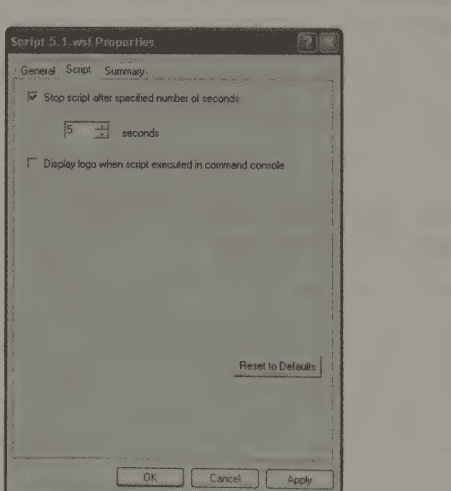 Script 5.1.wsf Properties
General Script Summary
Stop script after specified number of seconds.
5 seconds
Display logo when script executed in command console
Reset to Defaults
OK Cancel Apply